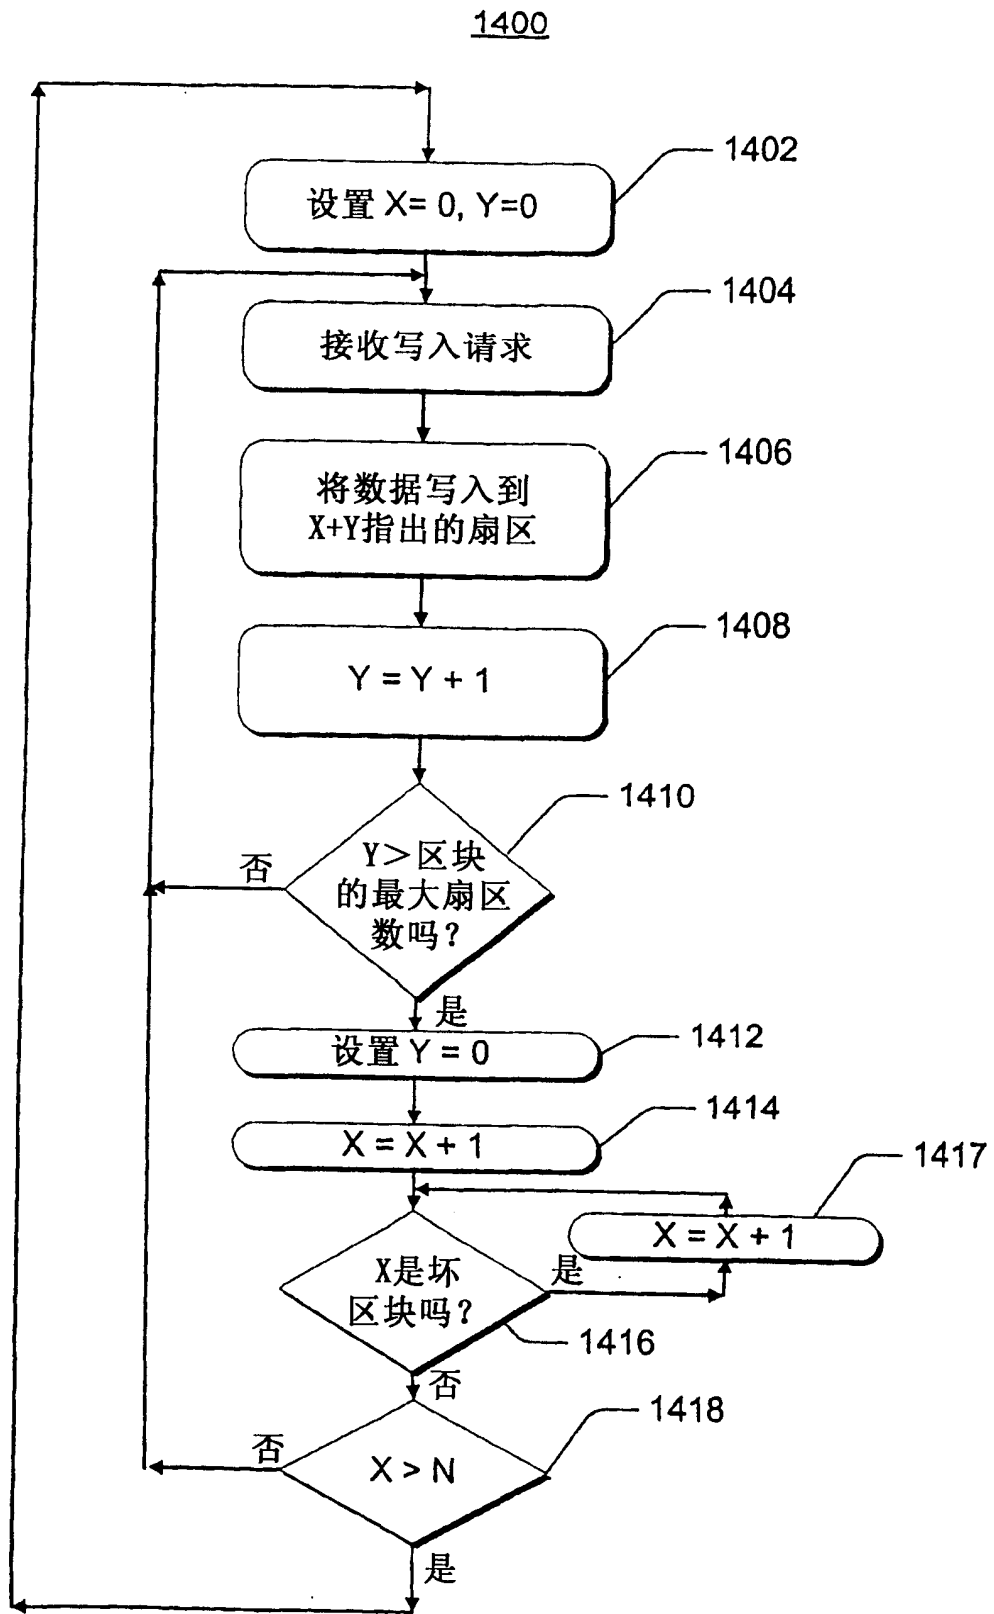 1400
1402
设置 X= 0, Y=0
1404
接收写入请求
1406
将数据写入到
X+Y指出的扇区
1408
Y = Y + 1
1410
Y＞区块
的最大扇区
数吗？
否
是
1412
设置 Y = 0
1414
X = X + 1
1417
X = X + 1
X是坏
区块吗？
是
1416
否
1418
否
X > N
是